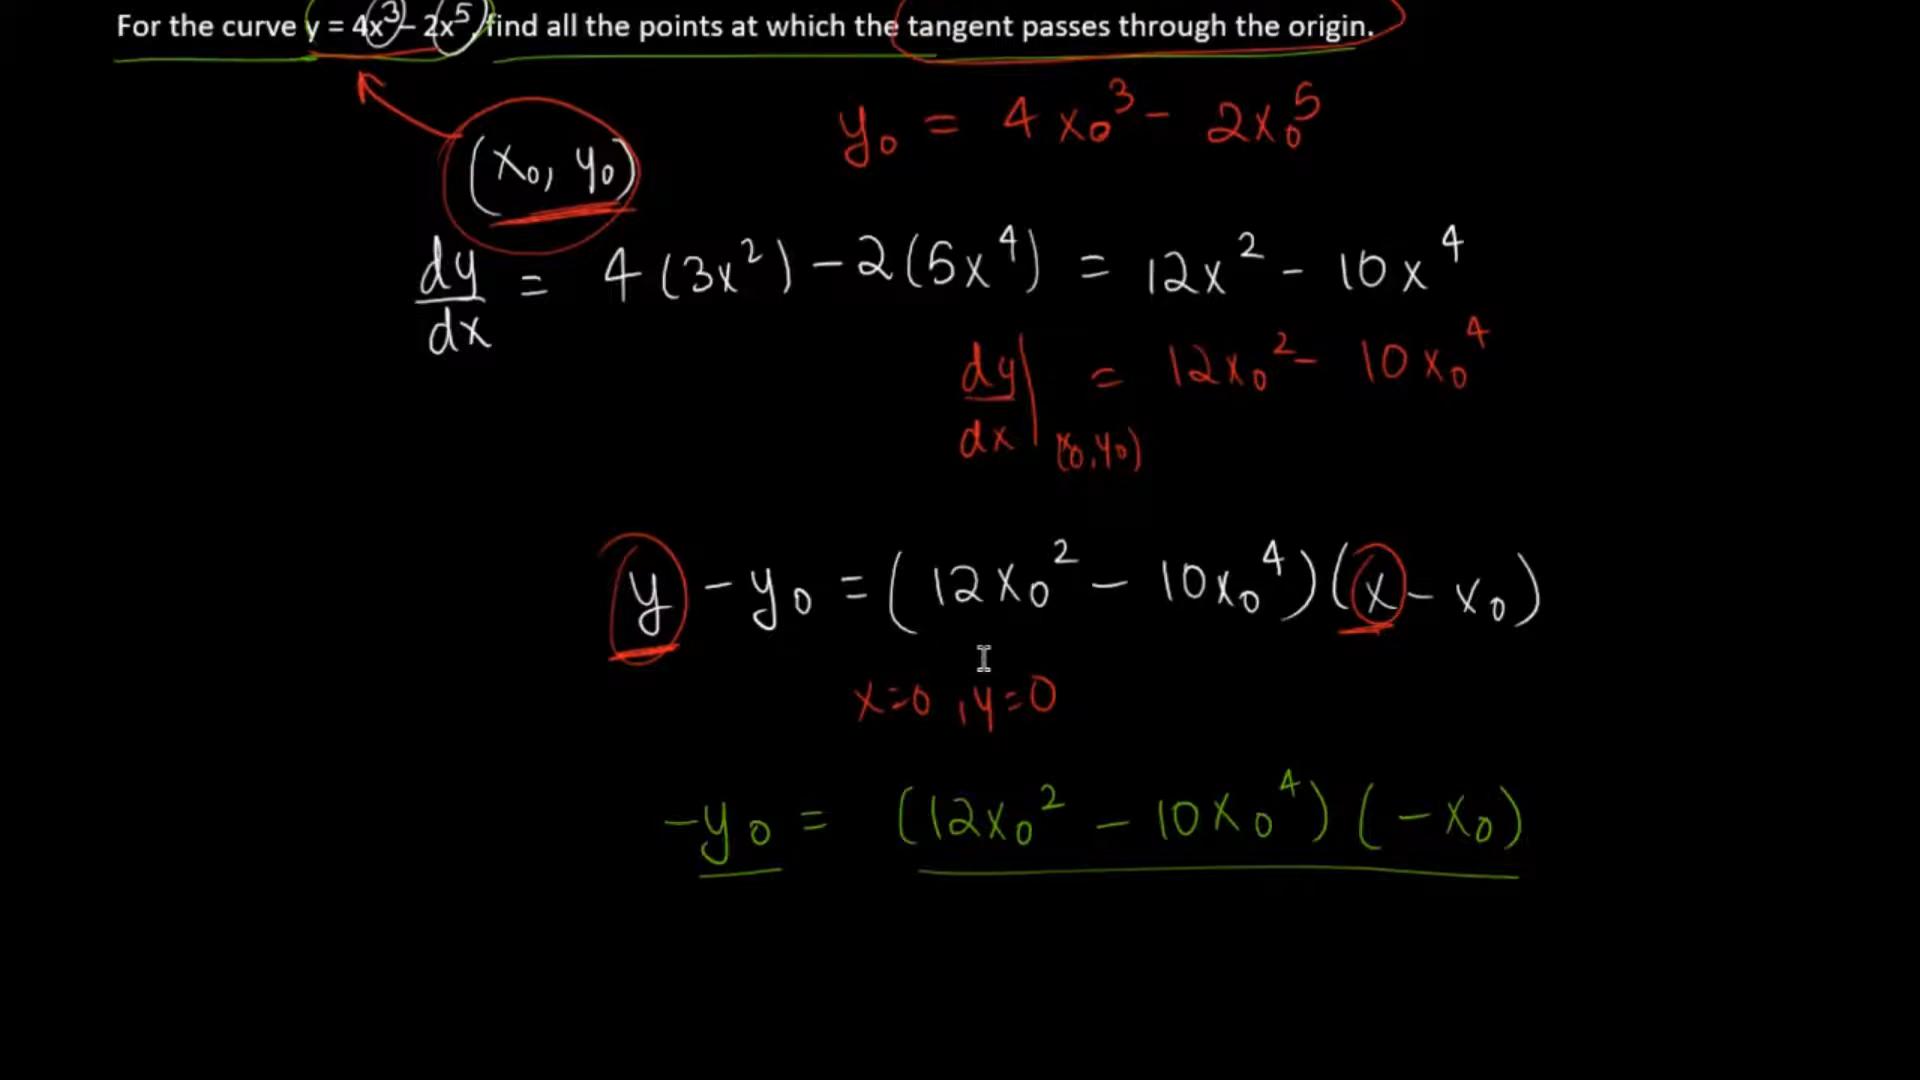 For the curve y = 4x³ – 2x⁵, find all the points at which the tangent passes through the origin.
y₀ = 4x₀³ – 2x₀⁵
(x₀, y₀)
dy/dx = 4(3x²) – 2(5x⁴) = 12x² – 10x⁴
dy/dx|(x₀,y₀) = 12x₀² – 10x₀⁴
y – y₀ = (12x₀² – 10x₀⁴)(x – x₀)
x=0, y=0
–y₀ = (12x₀² – 10x₀⁴)(–x₀)